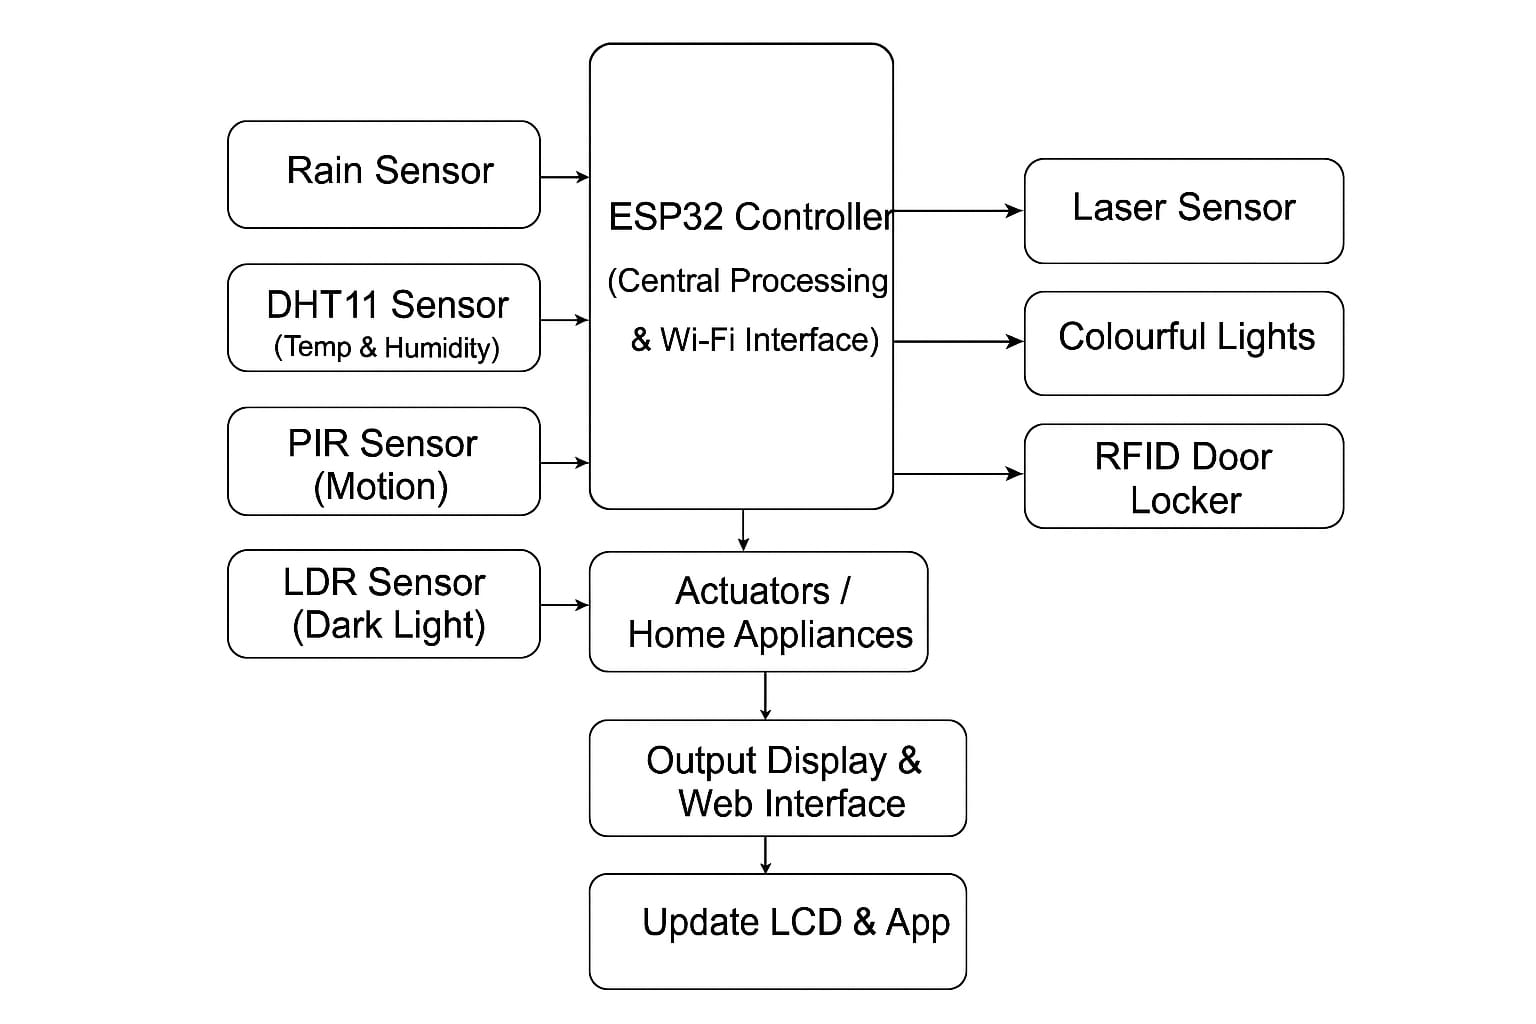 Rain Sensor
DHT11 Sensor
(Temp & Humidity)
PIR Sensor
(Motion)
LDR Sensor
(Dark Light)
ESP32 Controller
(Central Processing
& Wi-Fi Interface)
Laser Sensor
Colourful Lights
RFID Door
Locker
Actuators /
Home Appliances
Output Display &
Web Interface
Update LCD & App